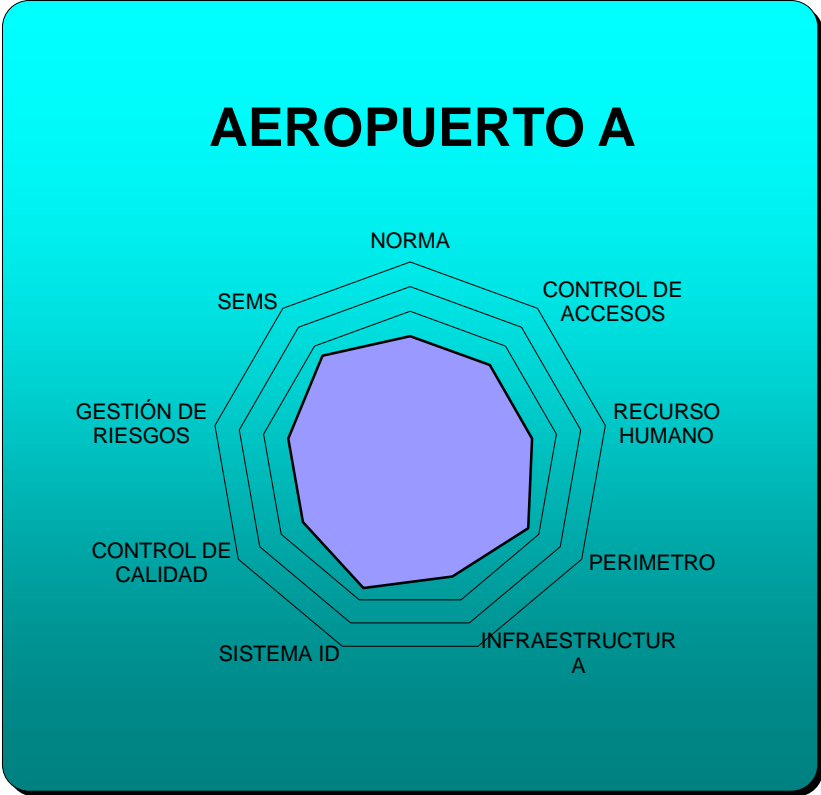 AEROPUERTO A
NORMA
CONTROL DE
ACCESOS
RECURSO
HUMANO
PERIMETRO
INFRAESTRUCTUR
A
SISTEMA ID
CONTROL DE
CALIDAD
GESTIÓN DE
RIESGOS
SEMS